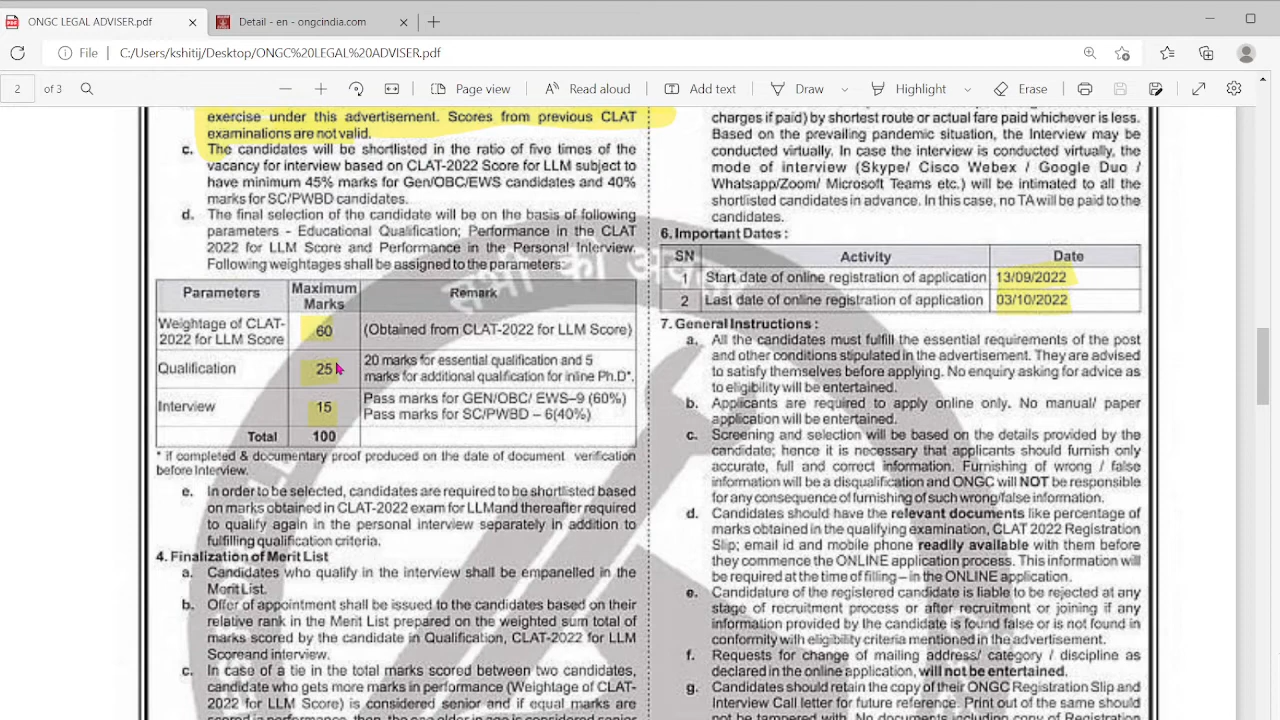 ONGC LEGAL ADVISER.pdf
Detail - en - ongcindia.com
File
C:/Users/kshitij/Desktop/ONGC%20LEGAL%20ADVISER.pdf
2 of 3
Page view
Read aloud
Add text
Draw
Highlight
Erase
exercise under this advertisement. Scores from previous CLAT
examinations are not valid.
c. The candidates will be shortlisted in the ratio of five times of the
vacancy for interview based on CLAT-2022 Score for LLM subject to
have minimum 45% marks for Gen/OBC/EWS candidates and 40%
marks for SC/PWBD candidates.
d. The final selection of the candidate will be on the basis of following
parameters - Educational Qualification; Performance in the CLAT
2022 for LLM Score and Performance in the Personal Interview.
Following weightages shall be assigned to the parameters:
Parameters Maximum Marks Remark
Weightage of CLAT-2022 for LLM Score 60 (Obtained from CLAT-2022 for LLM Score)
Qualification 25 20 marks for essential qualification and 5
marks for additional qualification for inline Ph.D*.
Interview 15 Pass marks for GEN/OBC/ EWS–9 (60%)
Pass marks for SC/PWBD – 6(40%)
Total 100
* if completed & documentary proof produced on the date of document verification
before Interview.
e. In order to be selected, candidates are required to be shortlisted based
on marks obtained in CLAT-2022 exam for LLMand thereafter required
to qualify again in the personal interview separately in addition to
fulfilling qualification criteria.
4. Finalization of Merit List
a. Candidates who qualify in the interview shall be empanelled in the
Merit List.
b. Offer of appointment shall be issued to the candidates based on their
relative rank in the Merit List prepared on the weighted sum total of
marks scored by the candidate in Qualification, CLAT-2022 for LLM
Scoreand interview.
c. In case of a tie in the total marks scored between two candidates,
candidate who gets more marks in performance (Weightage of CLAT-
2022 for LLM Score) is considered senior and if equal marks are
scored in performance, then, the one older in age is considered senior
charges if paid) by shortest route or actual fare paid whichever is less.
Based on the prevailing pandemic situation, the Interview may be
conducted virtually. In case the interview is conducted virtually, the
mode of interview (Skype/ Cisco Webex / Google Duo /
Whatsapp/Zoom/ Microsoft Teams etc.) will be intimated to all the
shortlisted candidates in advance. In this case, no TA will be paid to the
candidates.
6. Important Dates :
SN Activity Date
1 Start date of online registration of application 13/09/2022
2 Last date of online registration of application 03/10/2022
7. General Instructions :
a. All the candidates must fulfill the essential requirements of the post
and other conditions stipulated in the advertisement. They are advised
to satisfy themselves before applying. No enquiry asking for advice as
to eligibility will be entertained.
b. Applicants are required to apply online only. No manual/ paper
application will be entertained.
c. Screening and selection will be based on the details provided by the
candidate; hence it is necessary that applicants should furnish only
accurate, full and correct information. Furnishing of wrong / false
information will be a disqualification and ONGC will NOT be responsible
for any consequence of furnishing of such wrong/false information.
d. Candidates should have the relevant documents like percentage of
marks obtained in the qualifying examination, CLAT 2022 Registration
Slip; email id and mobile phone readily available with them before
they commence the ONLINE application process. This information will
be required at the time of filling – in the ONLINE application.
e. Candidature of the registered candidate is liable to be rejected at any
stage of recruitment process or after recruitment or joining if any
information provided by the candidate is found false or is not found in
conformity with eligibility criteria mentioned in the advertisement.
f. Requests for change of mailing address/ category / discipline as
declared in the online application, will not be entertained.
g. Candidates should retain the copy of their ONGC Registration Slip and
Interview Call letter for future reference. Print out of the same should
not be tampered with. No documents including copy of Registration